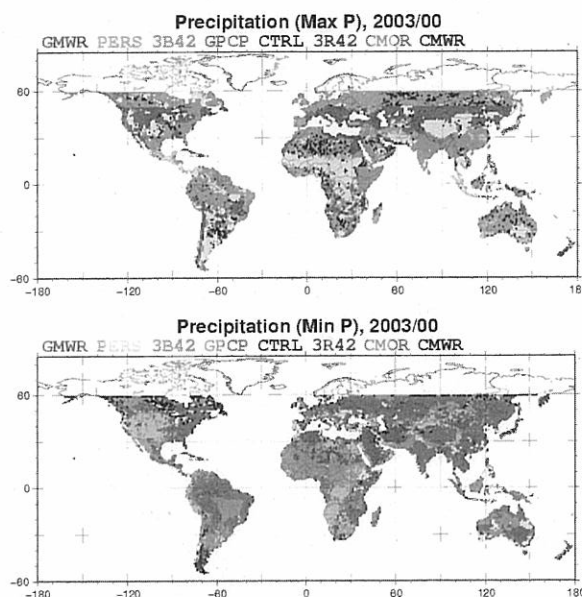 Precipitation (Max P), 2003/00
GMWR PERS 3B42 GPCP CTRL 3R42 CMOR CMWR
60
0
-60
-180 -120 -60 0 60 120 180
Precipitation (Min P), 2003/00
GMWR PERS 3B42 GPCP CTRL 3R42 CMOR CMWR
60
0
-60
-180 -120 -60 0 60 120 180